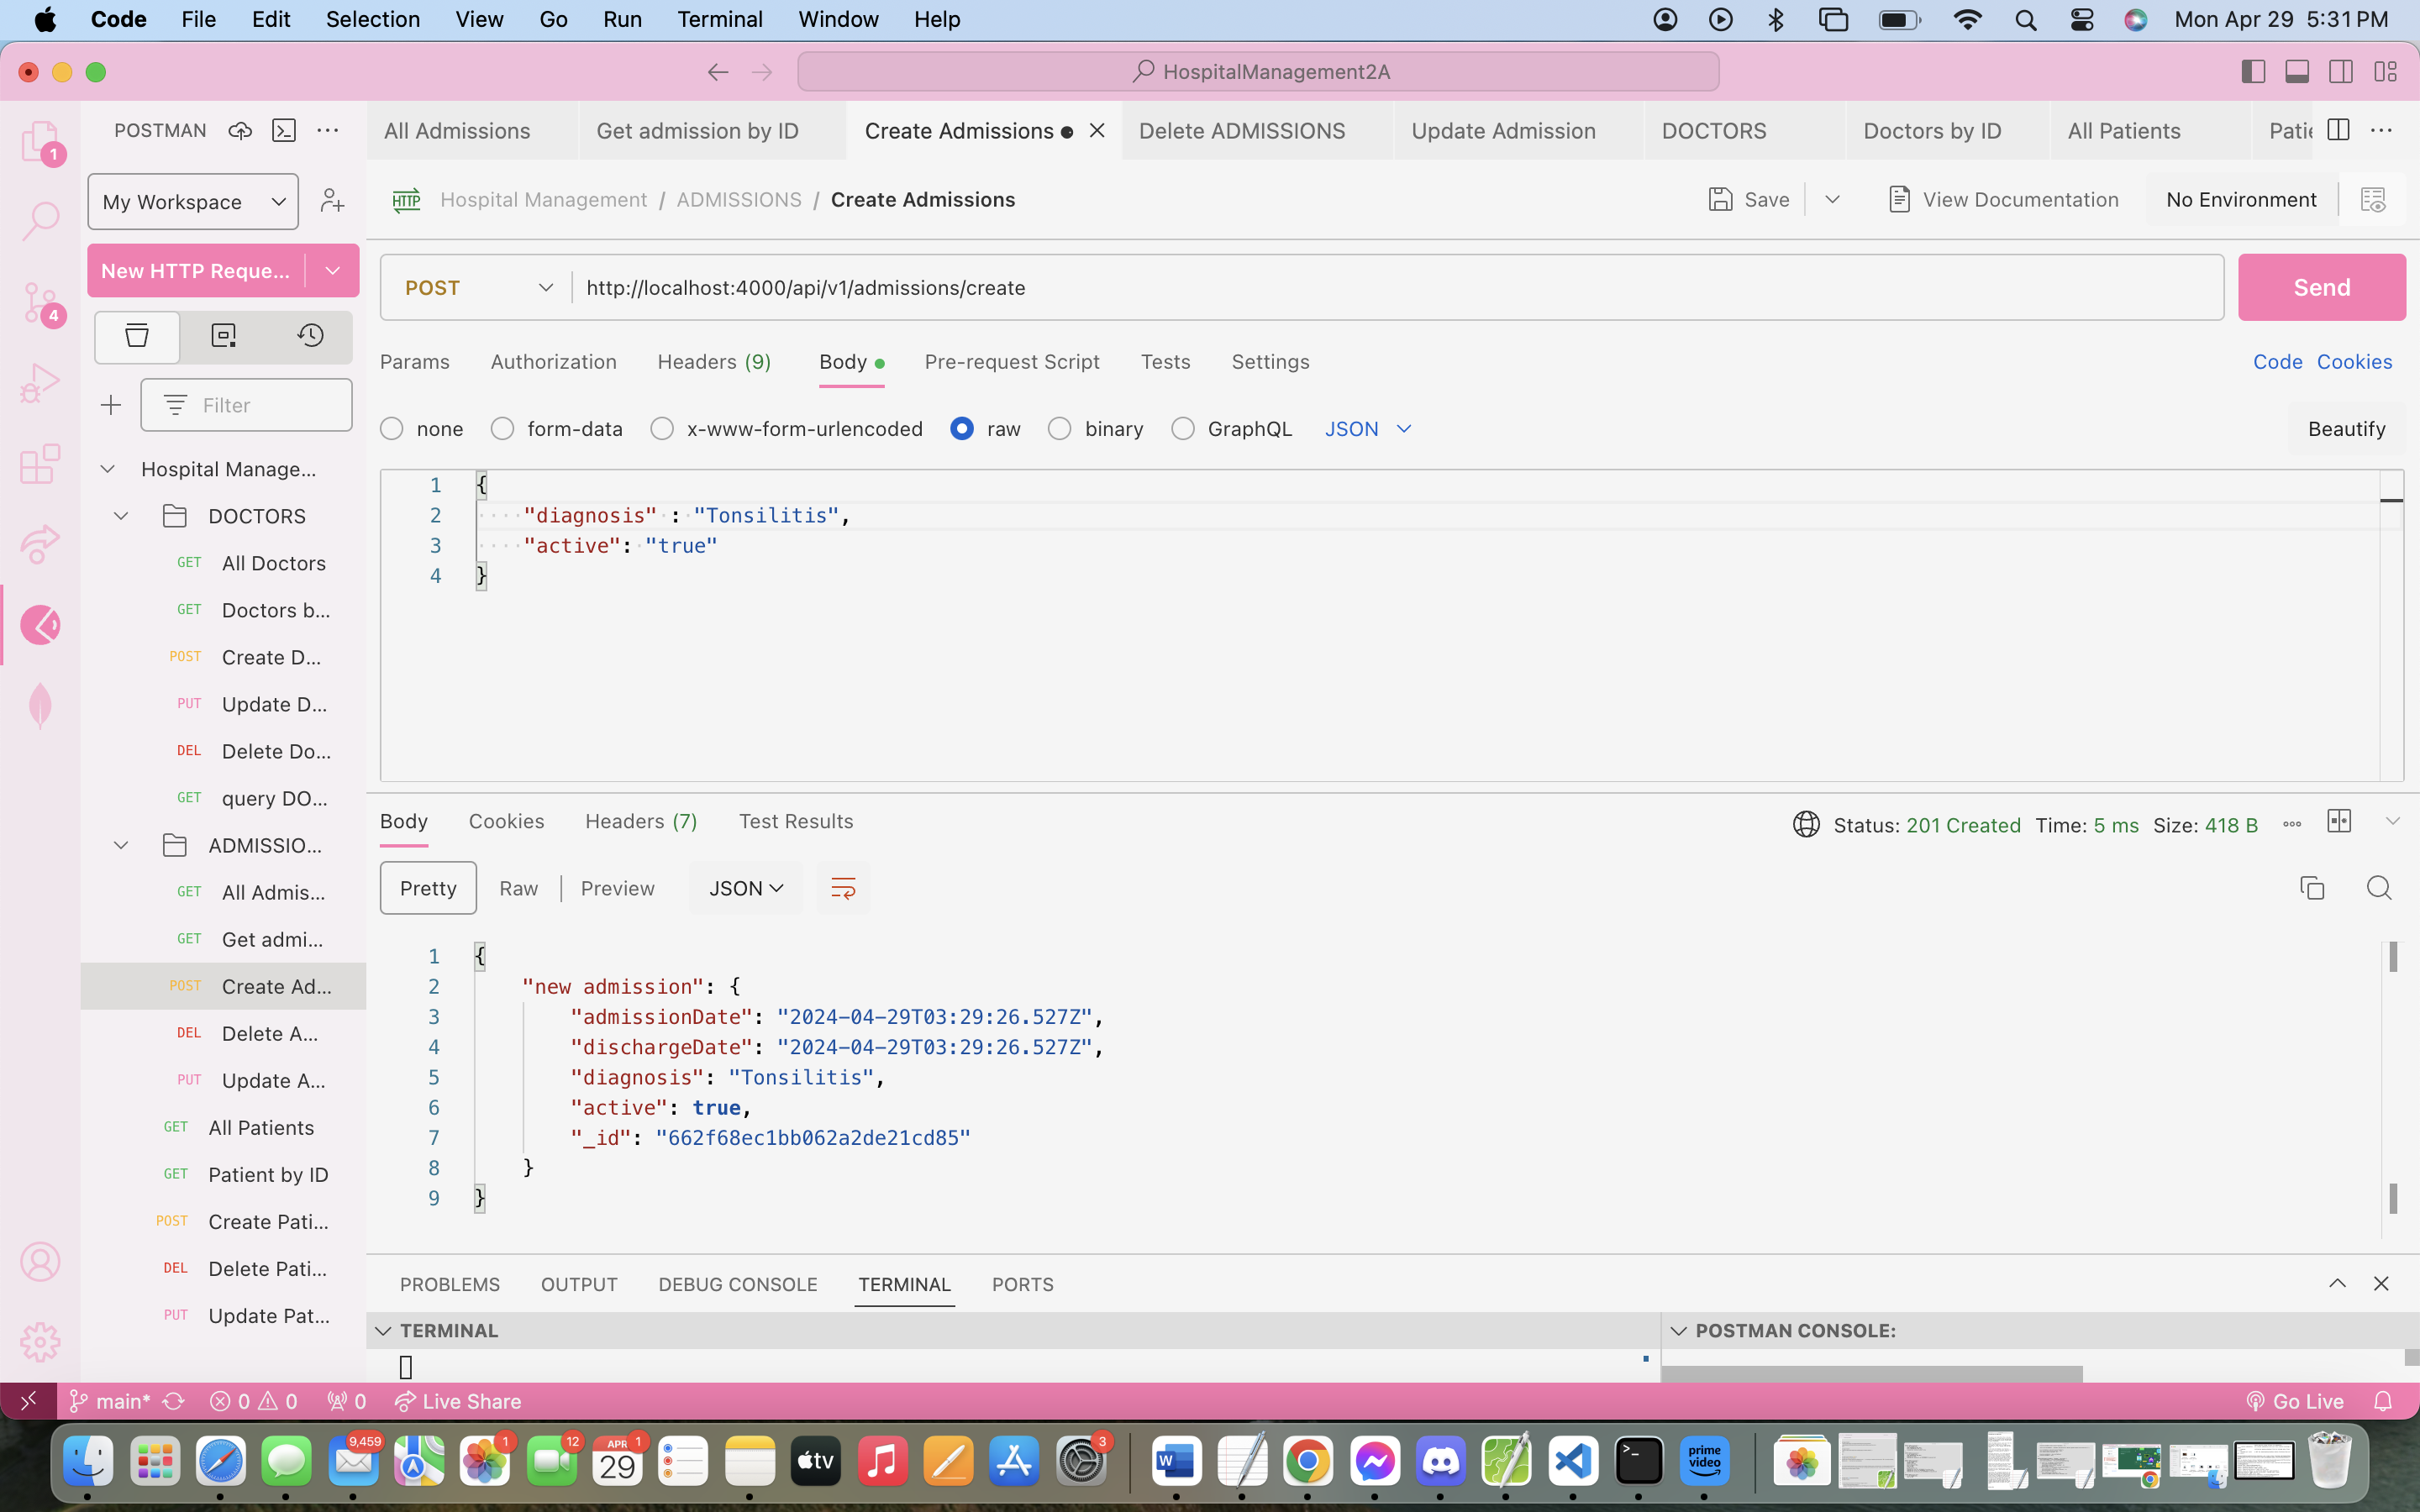 Code File Edit Selection View Go Run Terminal Window Help Mon Apr 29 5:31 PM
HospitalManagement2A
POSTMAN
All Admissions Get admission by ID Create Admissions Delete ADMISSIONS Update Admission DOCTORS Doctors by ID All Patients Patie
1
My Workspace
HTTP Hospital Management / ADMISSIONS / Create Admissions Save View Documentation No Environment
New HTTP Reque...
POST http://localhost:4000/api/v1/admissions/create Send
4
Params Authorization Headers (9) Body Pre-request Script Tests Settings Code Cookies
Filter
none form-data x-www-form-urlencoded raw binary GraphQL JSON Beautify
Hospital Manage...
DOCTORS
GET All Doctors
GET Doctors b...
POST Create D...
PUT Update D...
DEL Delete Do...
GET query DO...
ADMISSIO...
GET All Admis...
GET Get admi...
POST Create Ad...
DEL Delete A...
PUT Update A...
GET All Patients
GET Patient by ID
POST Create Pati...
DEL Delete Pati...
PUT Update Pat...
1 {
2 "diagnosis" : "Tonsilitis",
3 "active": "true"
4 }
Body Cookies Headers (7) Test Results Status: 201 Created Time: 5 ms Size: 418 B
Pretty Raw Preview JSON
1 {
2 "new admission": {
3 "admissionDate": "2024-04-29T03:29:26.527Z",
4 "dischargeDate": "2024-04-29T03:29:26.527Z",
5 "diagnosis": "Tonsilitis",
6 "active": true,
7 "_id": "662f68ec1bb062a2de21cd85"
8 }
9 }
PROBLEMS OUTPUT DEBUG CONSOLE TERMINAL PORTS
TERMINAL POSTMAN CONSOLE:
main* 0 0 0 Live Share Go Live
9,459 1 12 APR 1 3
29 tv W >_ prime video